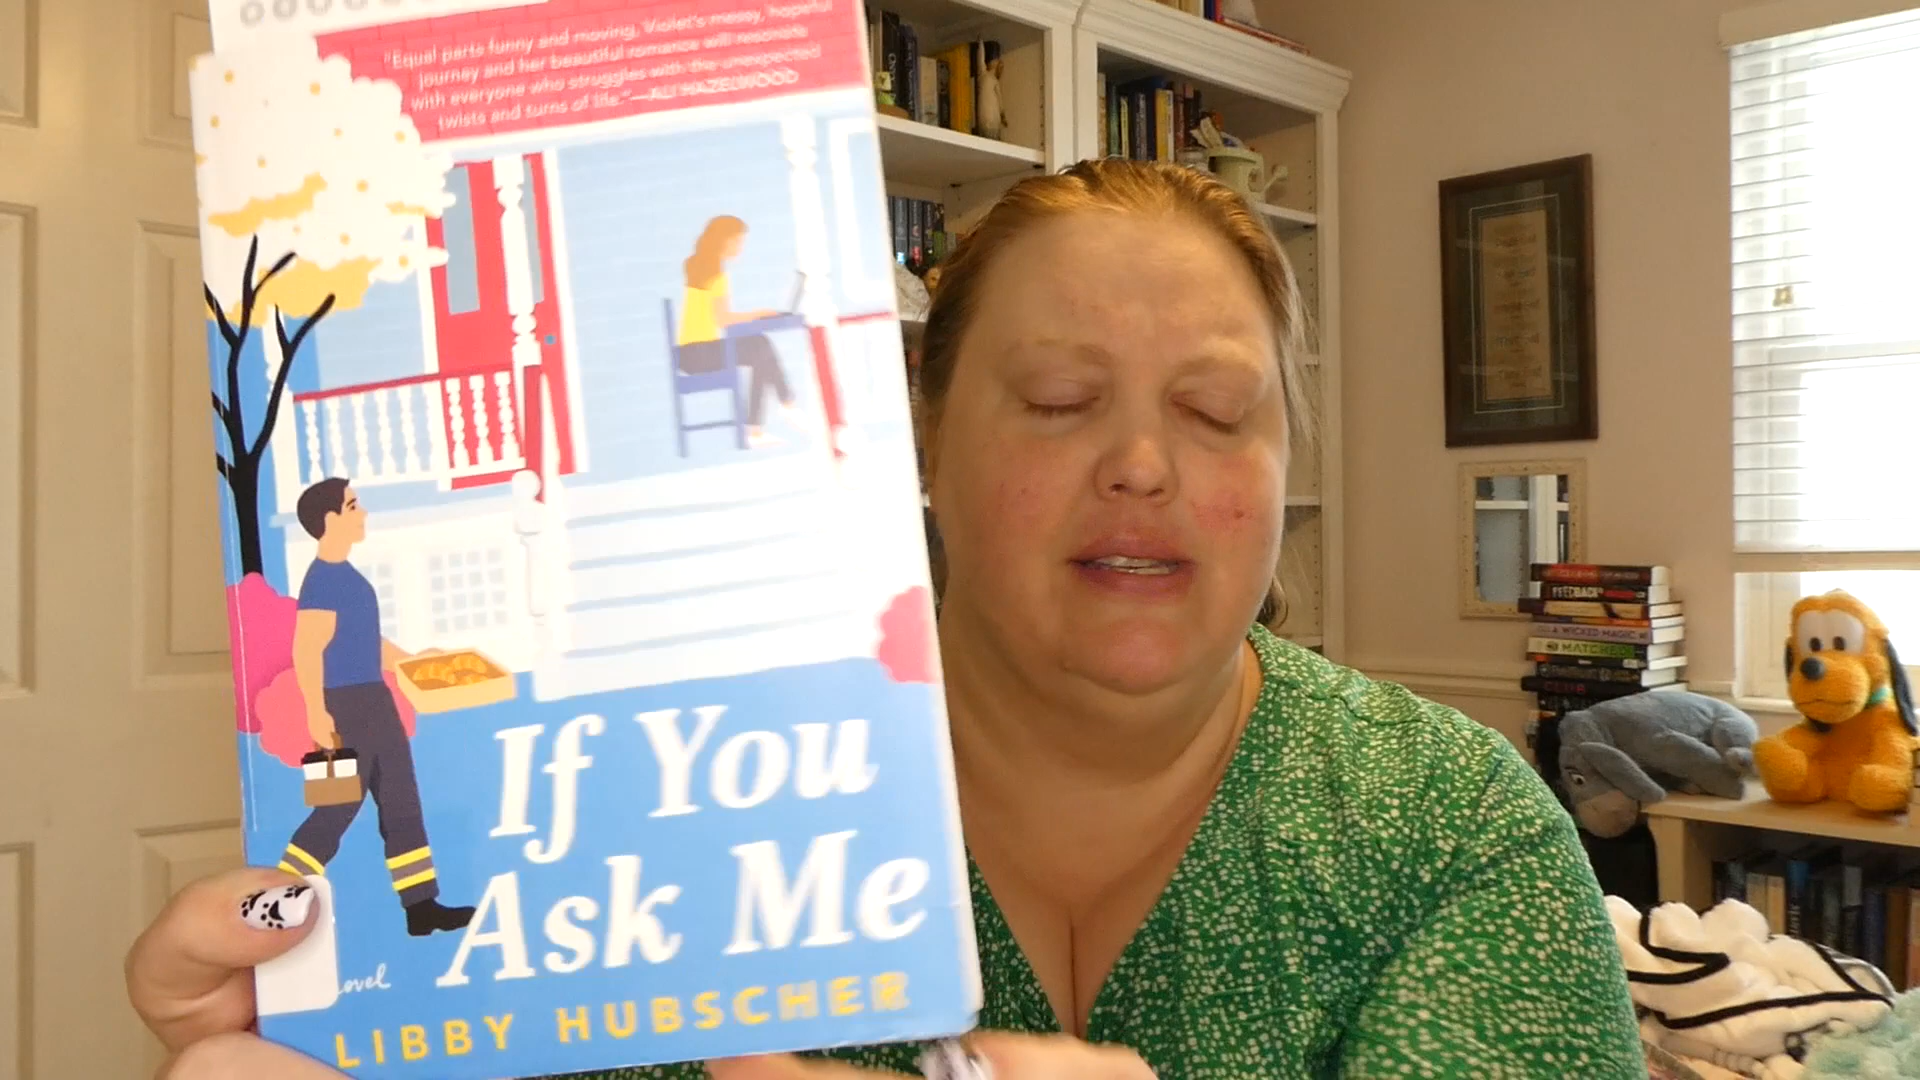 "Equal parts funny and moving, Violet's messy, hopeful
journey and her beautiful romance will resonate
with everyone who struggles with the unexpected
twists and turns of life."—ALI HAZELWOOD
If You
Ask Me
novel
LIBBY HUBSCHER
FEEDBACK
A WICKED MAGIC
MATCHED